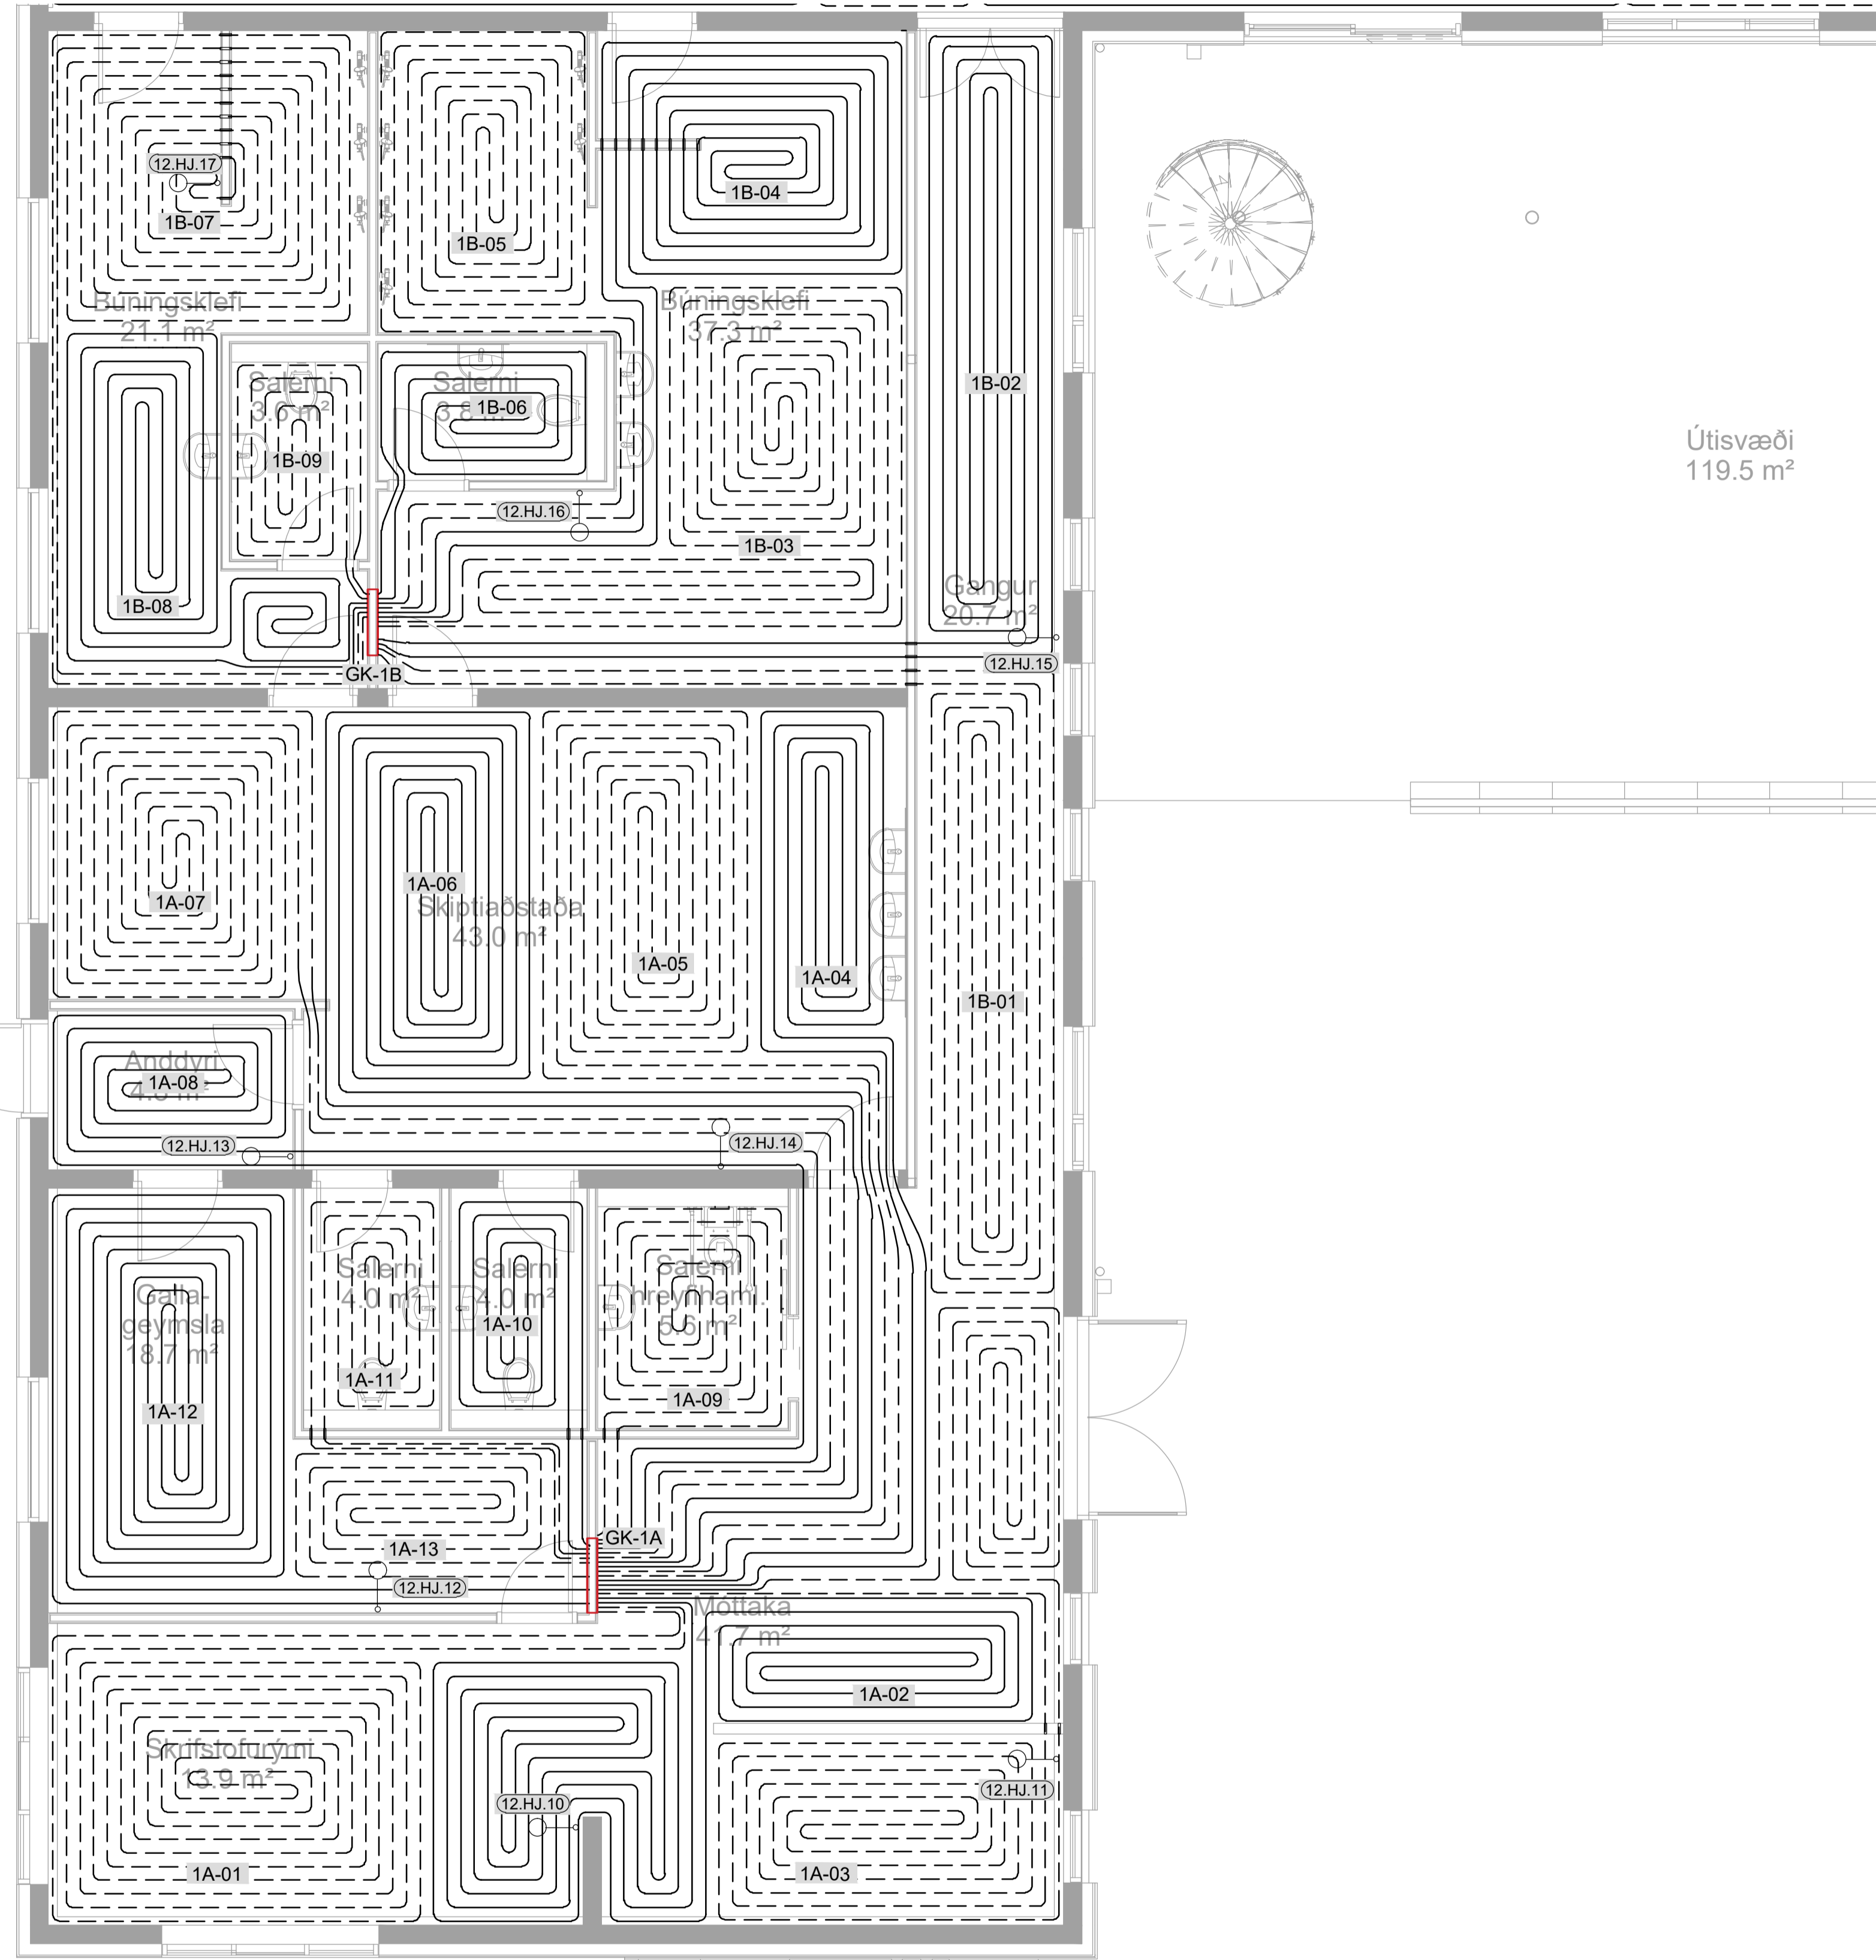 12.HJ.17
1B-07
1B-05
1B-04
Búningsklefi
21.1 m²
Búningsklefi
37.3 m²
Salerni
3.6 m²
Salerni
3.8 m²
1B-06
1B-02
1B-09
Útisvæði
119.5 m²
12.HJ.16
1B-03
1B-08
Gangur
20.7 m²
12.HJ.15
GK-1B
1A-06
1A-07
Skiptiaðstaða
43.0 m²
1A-05
1A-04
1B-01
Anddyri
1A-08
12.HJ.13
12.HJ.14
Salerni
4.0 m²
Salerni
4.0 m²
Salerni
hreyfihaml.
5.6 m²
Galla-
geymsla
18.7 m²
1A-10
1A-11
1A-09
1A-12
GK-1A
1A-13
12.HJ.12
Móttaka
41.7 m²
1A-02
Skrifstofurými
13.9 m²
12.HJ.10
12.HJ.11
1A-01
1A-03